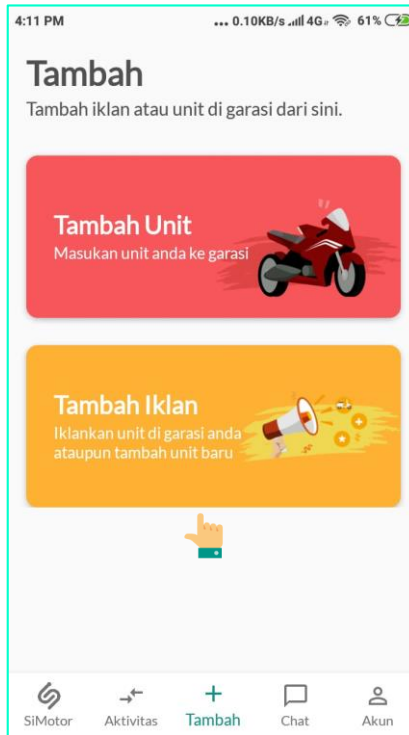 4:11 PM ... 0.10KB/s 4G 61%
Tambah
Tambah iklan atau unit di garasi dari sini.
Tambah Unit
Masukan unit anda ke garasi
Tambah Iklan
Iklankan unit di garasi anda
ataupun tambah unit baru
SiMotor Aktivitas Tambah Chat Akun